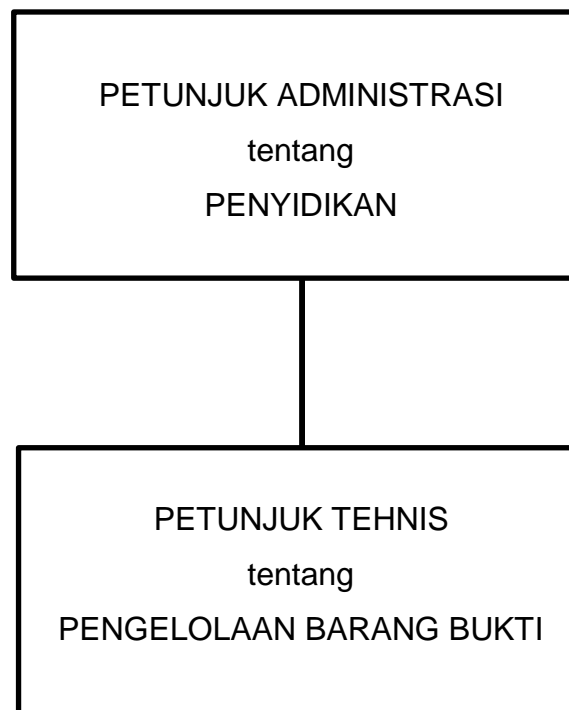 PETUNJUK ADMINISTRASI
tentang
PENYIDIKAN
PETUNJUK TEHNIS
tentang
PENGELOLAAN BARANG BUKTI